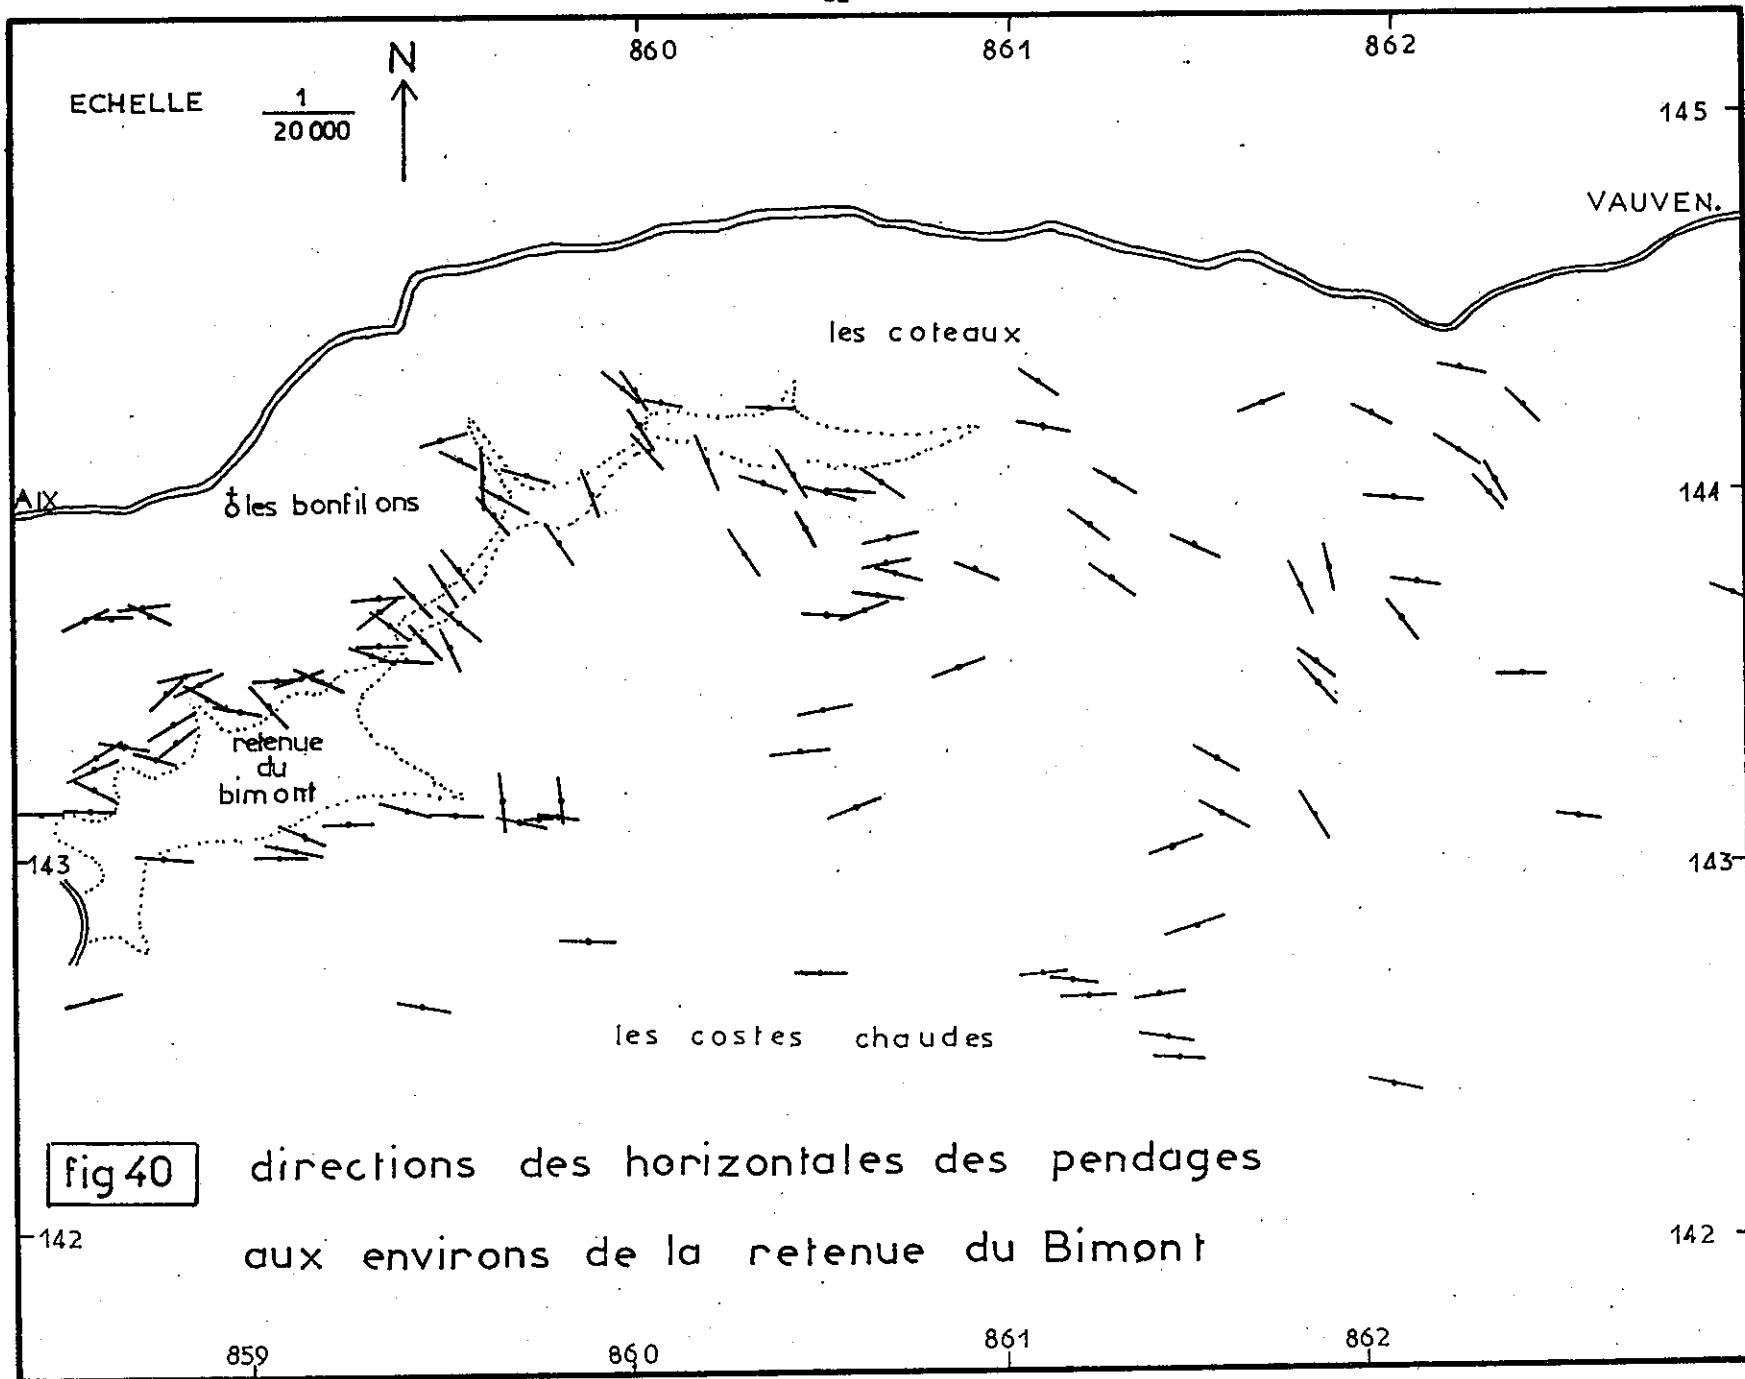 860 861 862
N
ECHELLE 1/20 000
145
VAUVEN.
les coteaux
AIX
les bonfilons
144
retenue
du
bimont
143 143
les costes chaudes
fig 40 directions des horizontales des pendages
142 142
aux environs de la retenue du Bimont
859 860 861 862